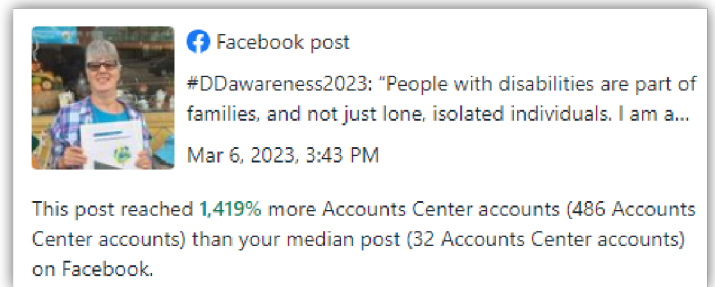 Facebook post
#DDawareness2023: “People with disabilities are part of
families, and not just lone, isolated individuals. I am a...
Mar 6, 2023, 3:43 PM
This post reached 1,419% more Accounts Center accounts (486 Accounts
Center accounts) than your median post (32 Accounts Center accounts)
on Facebook.